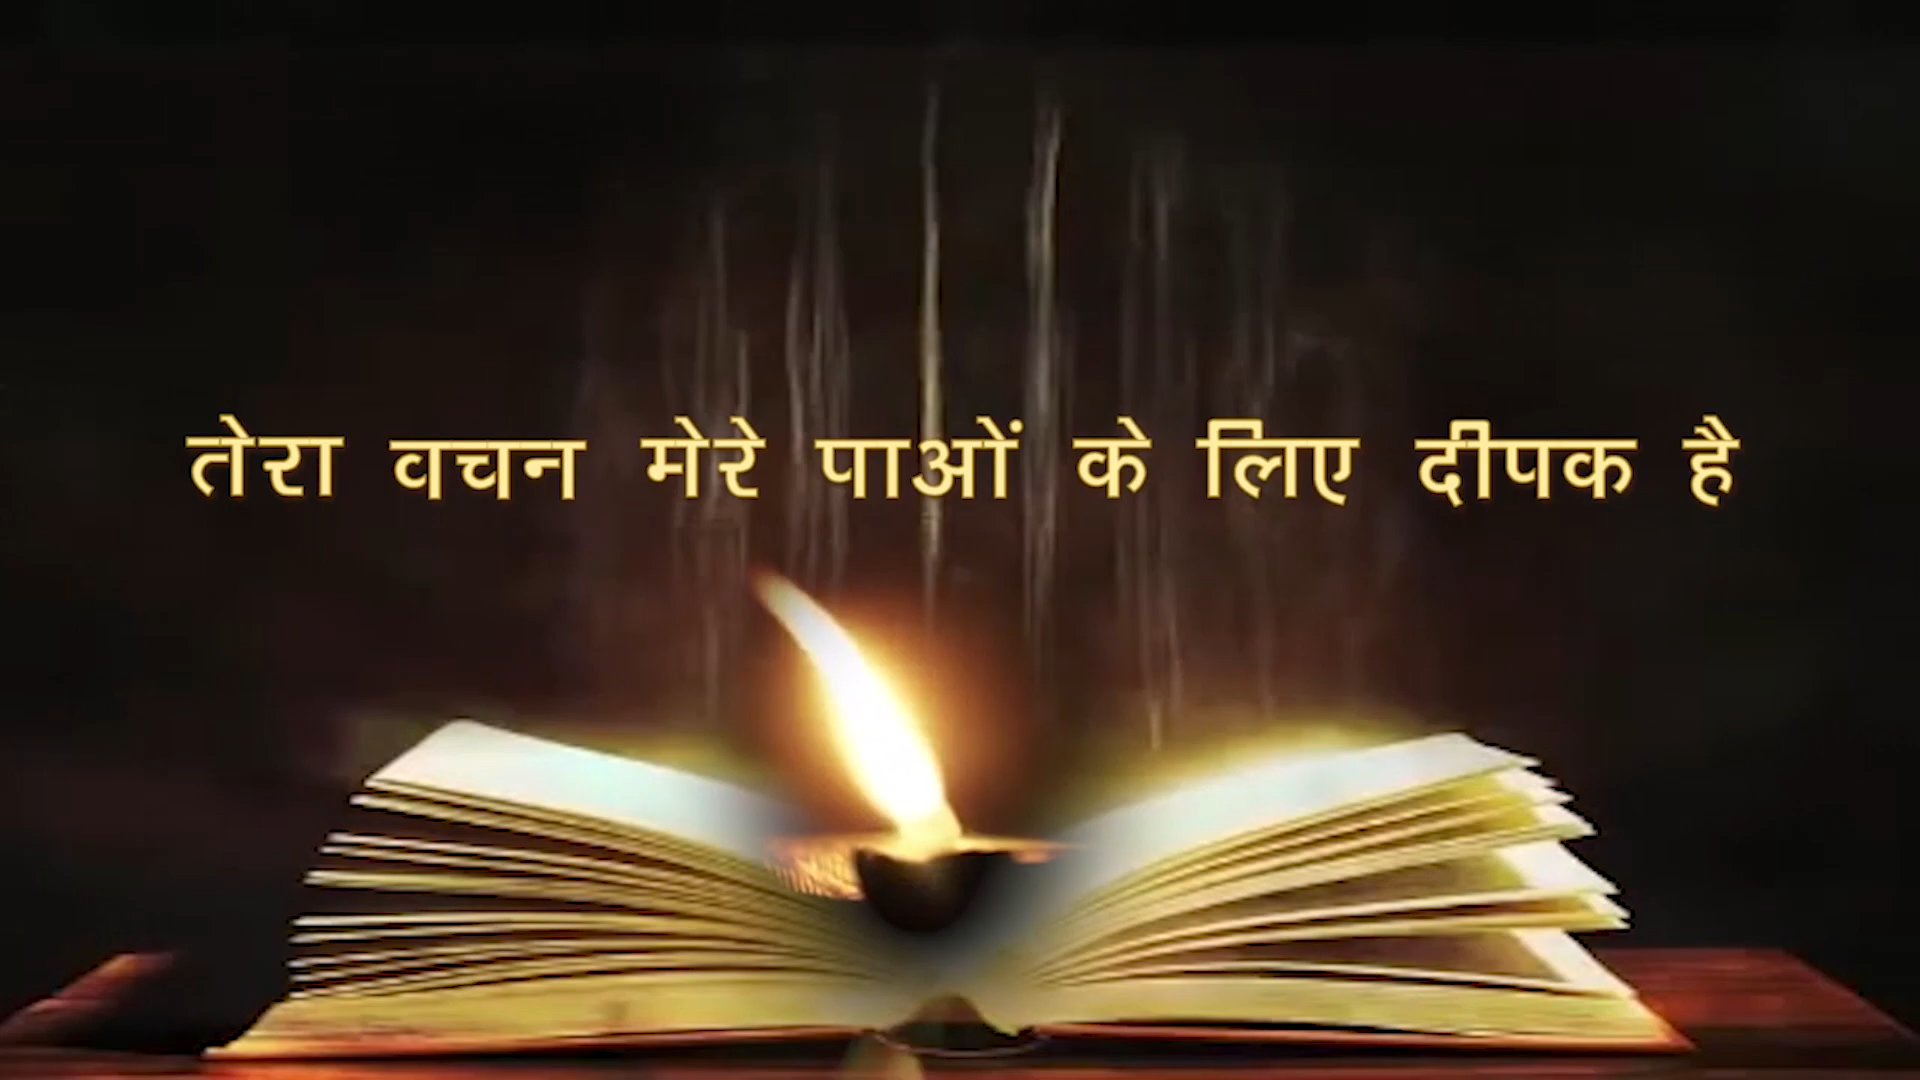 तेरा वचन मेरे पाओं के लिए दीपक है